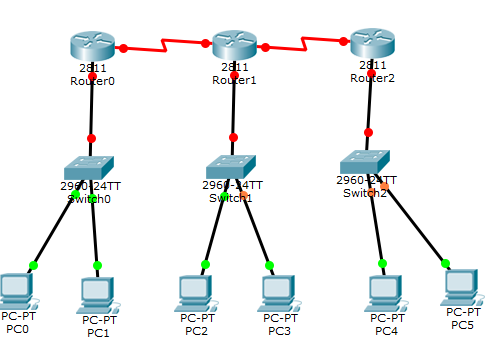 2811
Router0
2811
Router1
2811
Router2
2960-24TT
Switch0
2960-24TT
Switch1
2960-24TT
Switch2
PC-PT
PC0
PC-PT
PC1
PC-PT
PC2
PC-PT
PC3
PC-PT
PC4
PC-PT
PC5